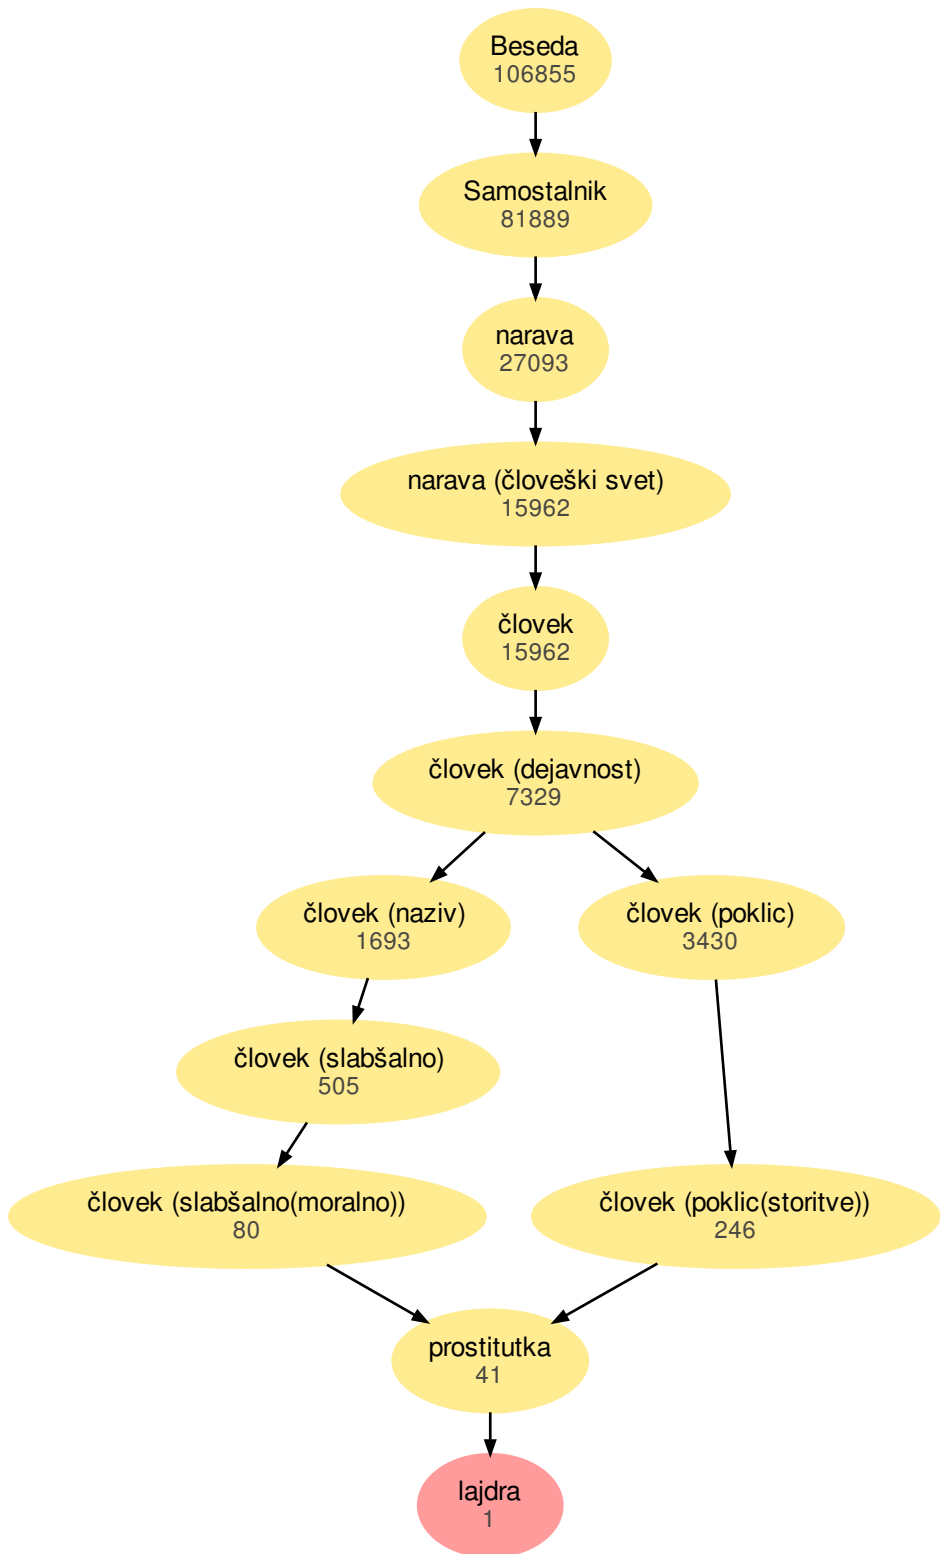 Beseda
106855
Samostalnik
81889
narava
27093
narava (človeški svet)
15962
človek
15962
človek (dejavnost)
7329
človek (naziv)
1693
človek (poklic)
3430
človek (slabšalno)
505
človek (slabšalno(moralno))
80
človek (poklic(storitve))
246
prostitutka
41
lajdra
1